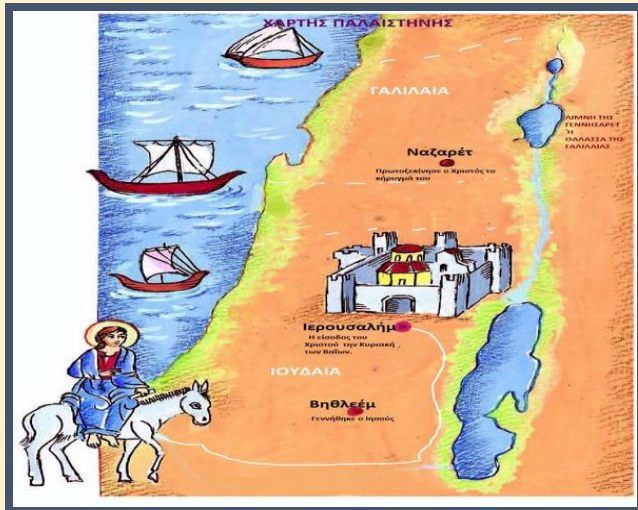 ΧΑΡΤΗΣ ΠΑΛΑΙΣΤΗΝΗΣ
ΓΑΛΙΛΑΙΑ
ΛΙΜΝΗ ΤΗΣ
ΓΕΝΝΗΣΑΡΕΤ
Ή
ΘΑΛΑΣΣΑ ΤΗΣ
ΓΑΛΙΛΑΙΑΣ
Ναζαρέτ
Πρωτοξεκίνησε ο Χριστός το
κήρυγμά του
Ιερουσαλήμ
Η είσοδος του
Χριστού την Κυριακή
των Βαΐων.
ΙΟΥΔΑΙΑ
Βηθλεέμ
Γεννήθηκε ο Ιησούς